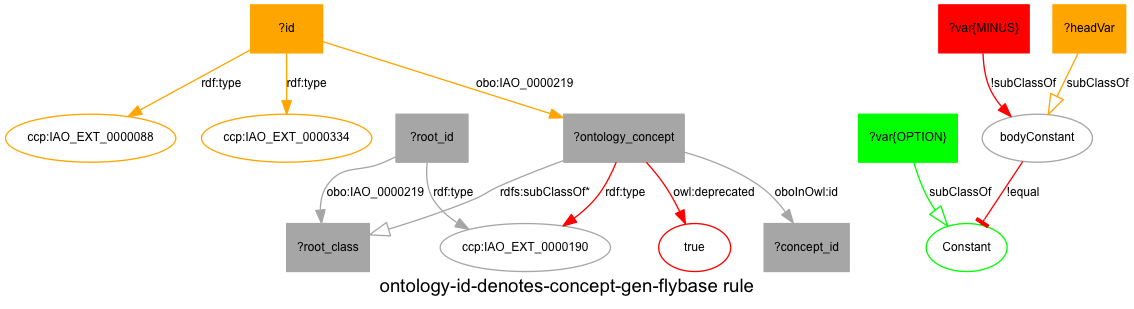 ?id
?var{MINUS}
?headVar
rdf:type
rdf:type
obo:IAO_0000219
!subClassOf
subClassOf
ccp:IAO_EXT_0000088
ccp:IAO_EXT_0000334
?root_id
?ontology_concept
?var{OPTION}
bodyConstant
obo:IAO_0000219
rdf:type
rdfs:subClassOf*
rdf:type
owl:deprecated
oboInOwl:id
subClassOf
!equal
?root_class
ccp:IAO_EXT_0000190
true
?concept_id
Constant
ontology-id-denotes-concept-gen-flybase rule